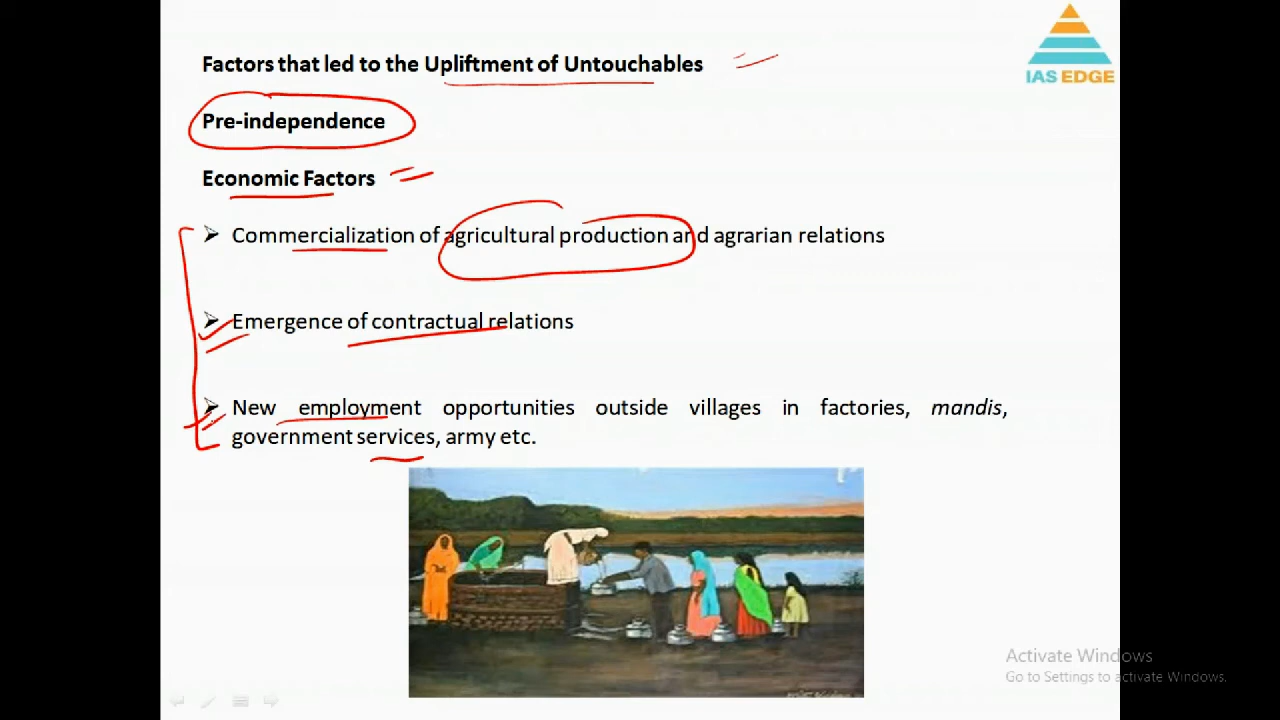 IAS EDGE
Factors that led to the Upliftment of Untouchables
Pre-independence
Economic Factors
➢ Commercialization of agricultural production and agrarian relations
➢ Emergence of contractual relations
➢ New employment opportunities outside villages in factories, mandis,
government services, army etc.
Activate Windows
Go to Settings to activate Windows.